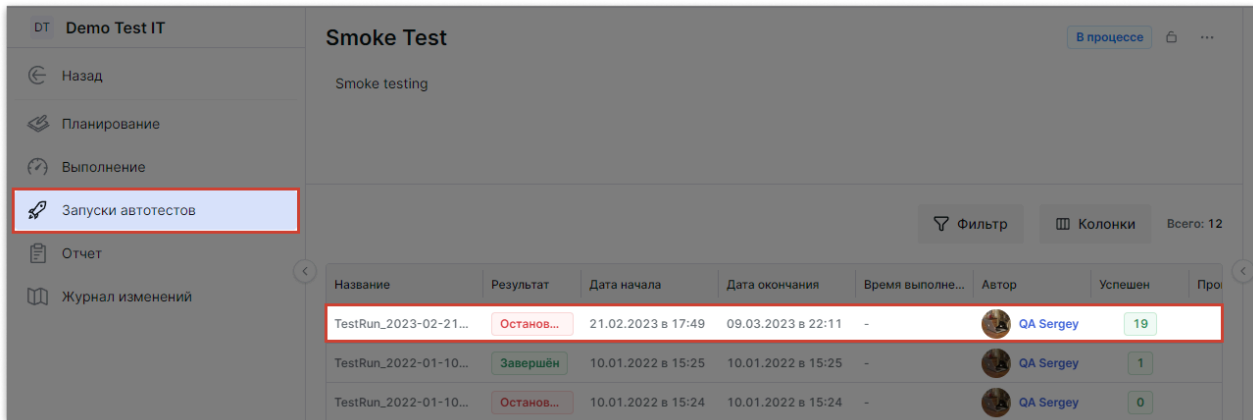 DT Demo Test IT
Назад
Планирование
Выполнение
Запуски автотестов
Отчет
Журнал изменений
Smoke Test
В процессе
Smoke testing
Фильтр
Колонки
Всего: 12
Название Результат Дата начала Дата окончания Время выполне... Автор Успешен
TestRun_2023-02-21... Останов... 21.02.2023 в 17:49 09.03.2023 в 22:11 - QA Sergey 19
TestRun_2022-01-10... Завершён 10.01.2022 в 15:25 10.01.2022 в 15:25 - QA Sergey 1
TestRun_2022-01-10... Останов... 10.01.2022 в 15:24 10.01.2022 в 15:24 - QA Sergey 0